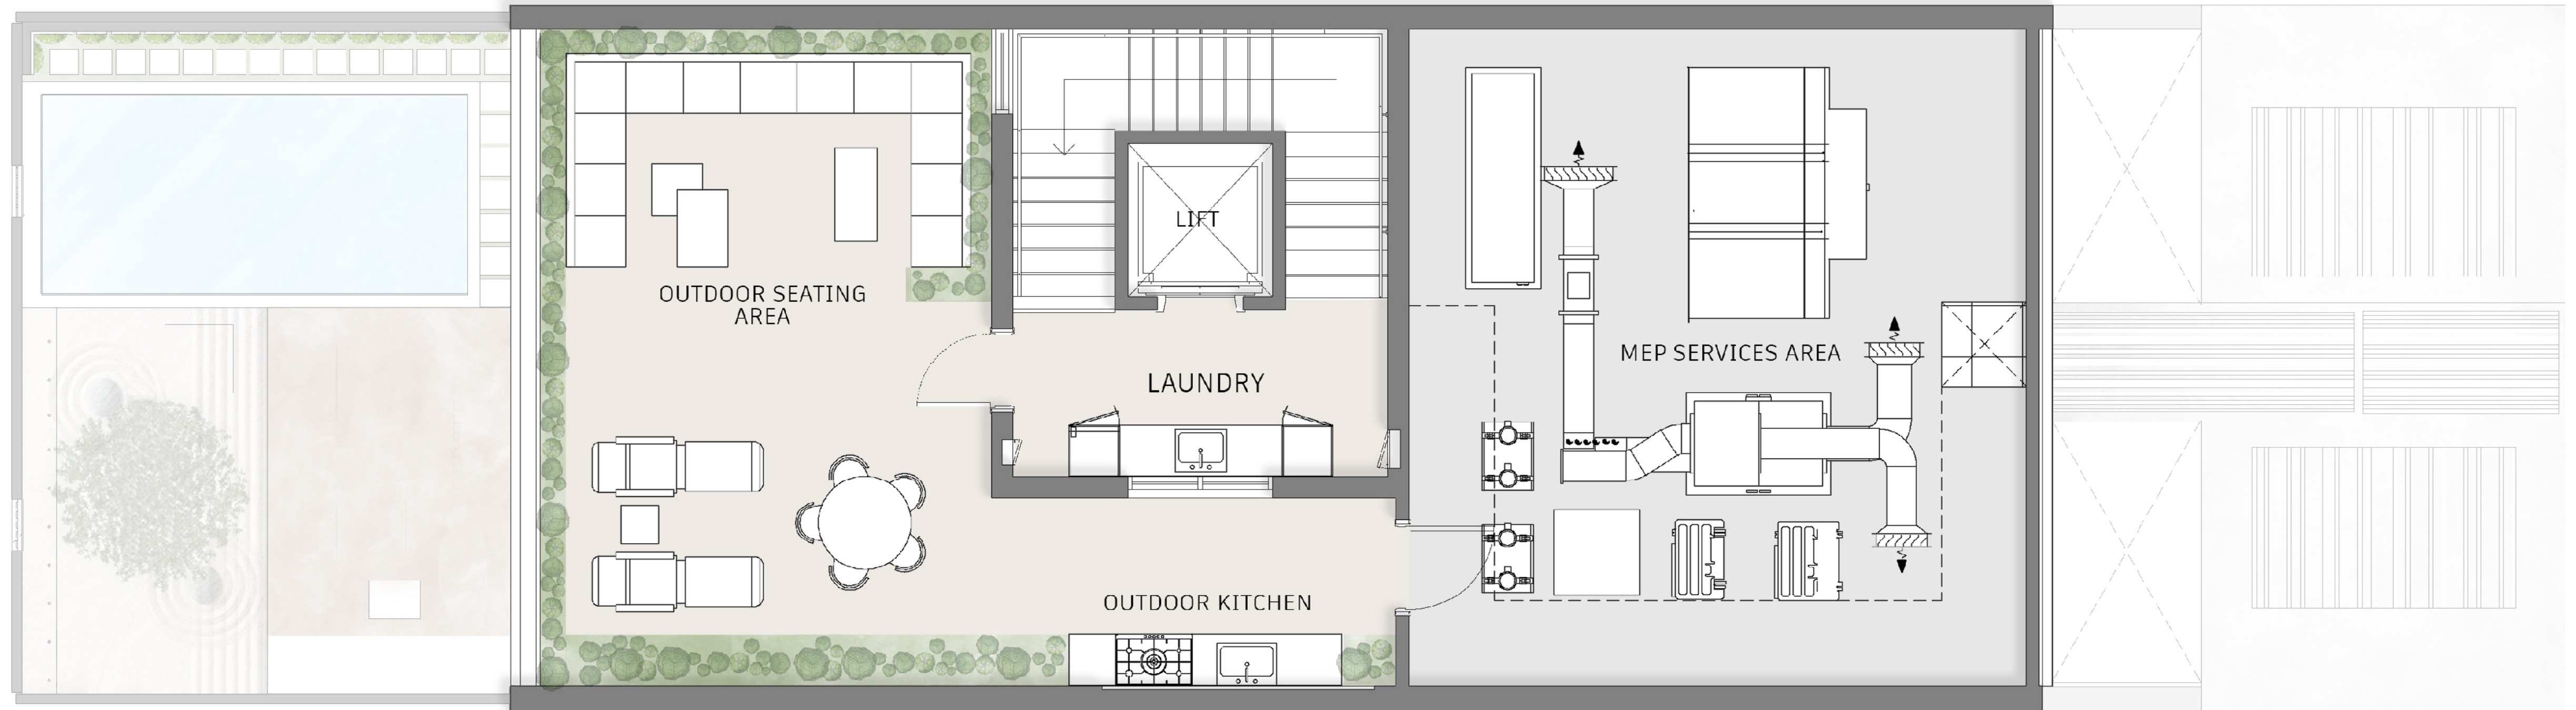 LIFT
OUTDOOR SEATING
AREA
MEP SERVICES AREA
LAUNDRY
OUTDOOR KITCHEN